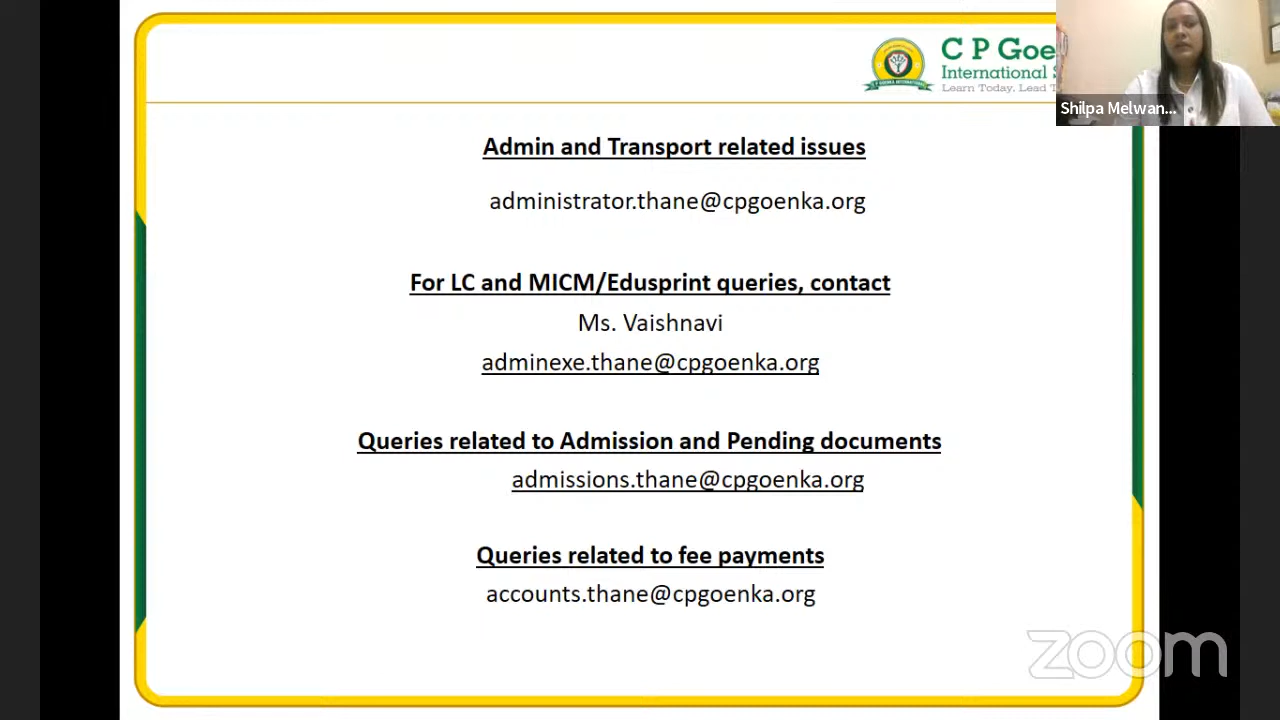 C P Goe
International S
Learn Today, Lead T
Shilpa Melwan...
Admin and Transport related issues
administrator.thane@cpgoenka.org
For LC and MICM/Edusprint queries, contact
Ms. Vaishnavi
adminexe.thane@cpgoenka.org
Queries related to Admission and Pending documents
admissions.thane@cpgoenka.org
Queries related to fee payments
accounts.thane@cpgoenka.org
zoom